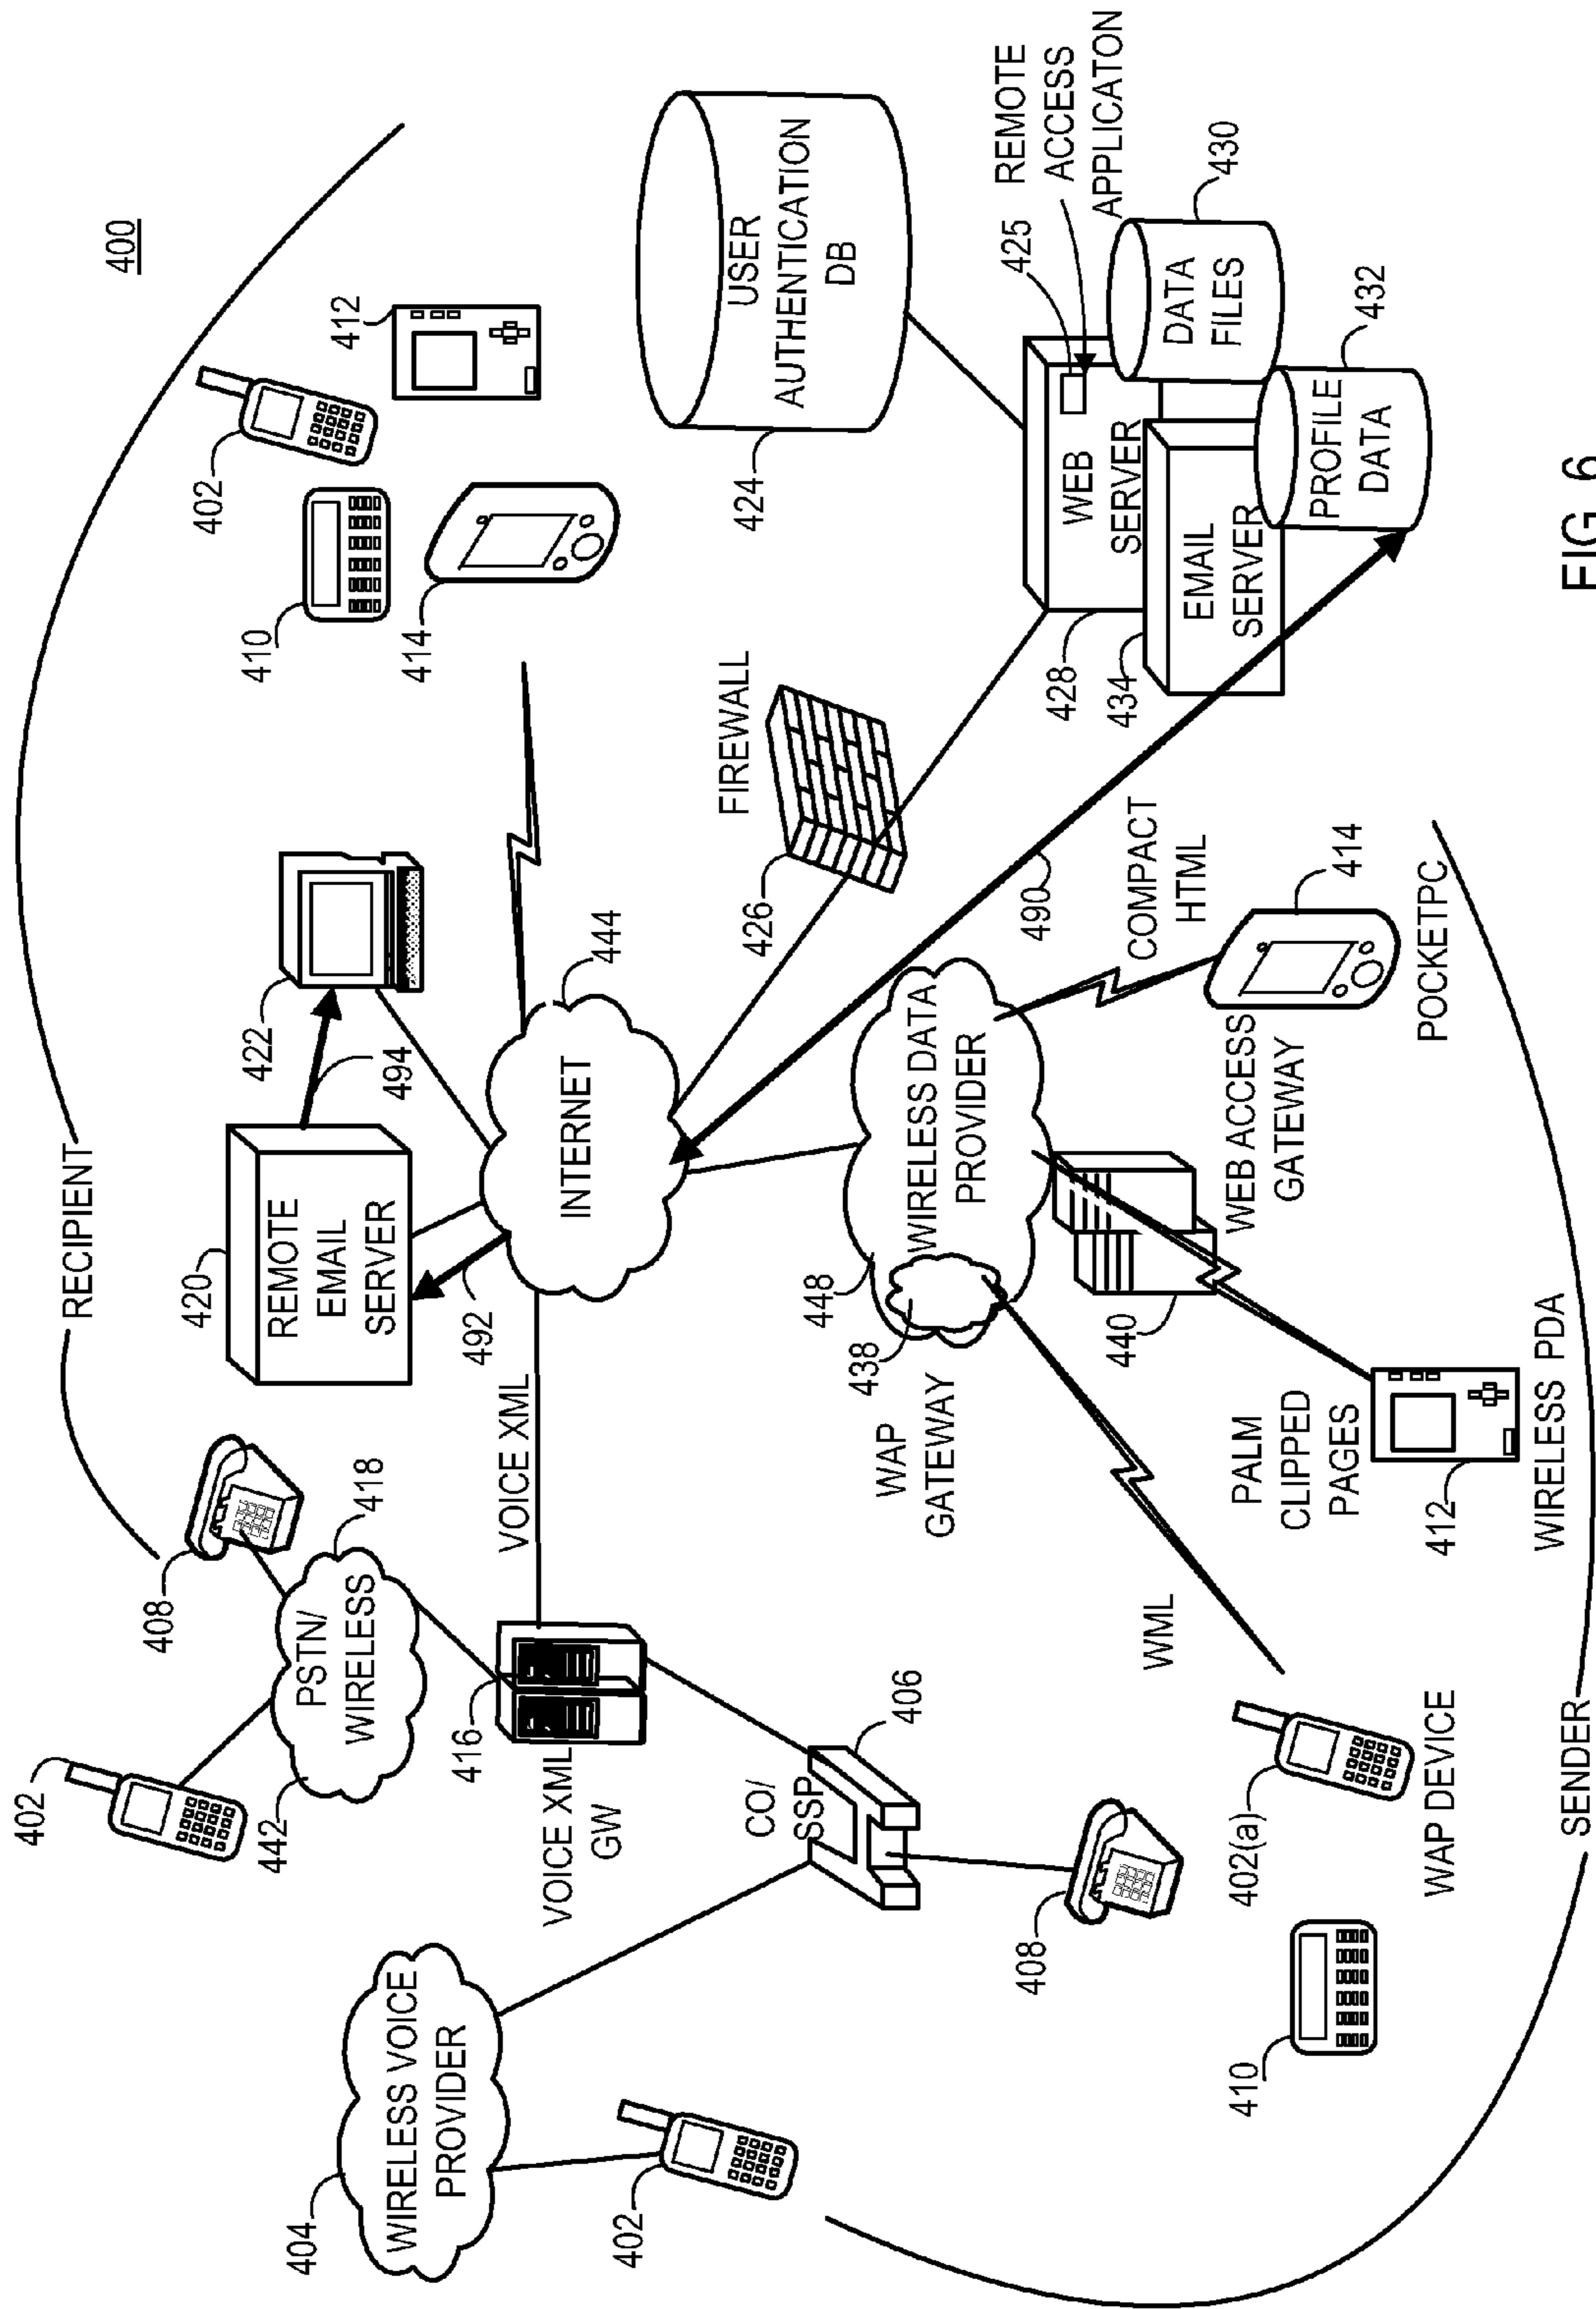 400
RECIPIENT
402
408
PSTN/
WIRELESS
418
442
420
REMOTE
EMAIL
SERVER
494
422
492
410
402
412
414
404
WIRELESS VOICE
PROVIDER
416
VOICE XML
GW
VOICE XML
INTERNET
444
402
CO/
SSP
406
408
FIREWALL
426
424
USER
AUTHENTICATION
DB
448
438
WIRELESS DATA
PROVIDER
WAP
GATEWAY
440
WEB ACCESS
GATEWAY
490
COMPACT
HTML
414
POCKETPC
428
434
WEB
SERVER
EMAIL
SERVER
425
REMOTE
ACCESS
APPLICATON
DATA
FILES
430
PROFILE
DATA
432
410
402(a)
WAP DEVICE
WML
PALM
CLIPPED
PAGES
412
WIRELESS PDA
SENDER
FIG. 6